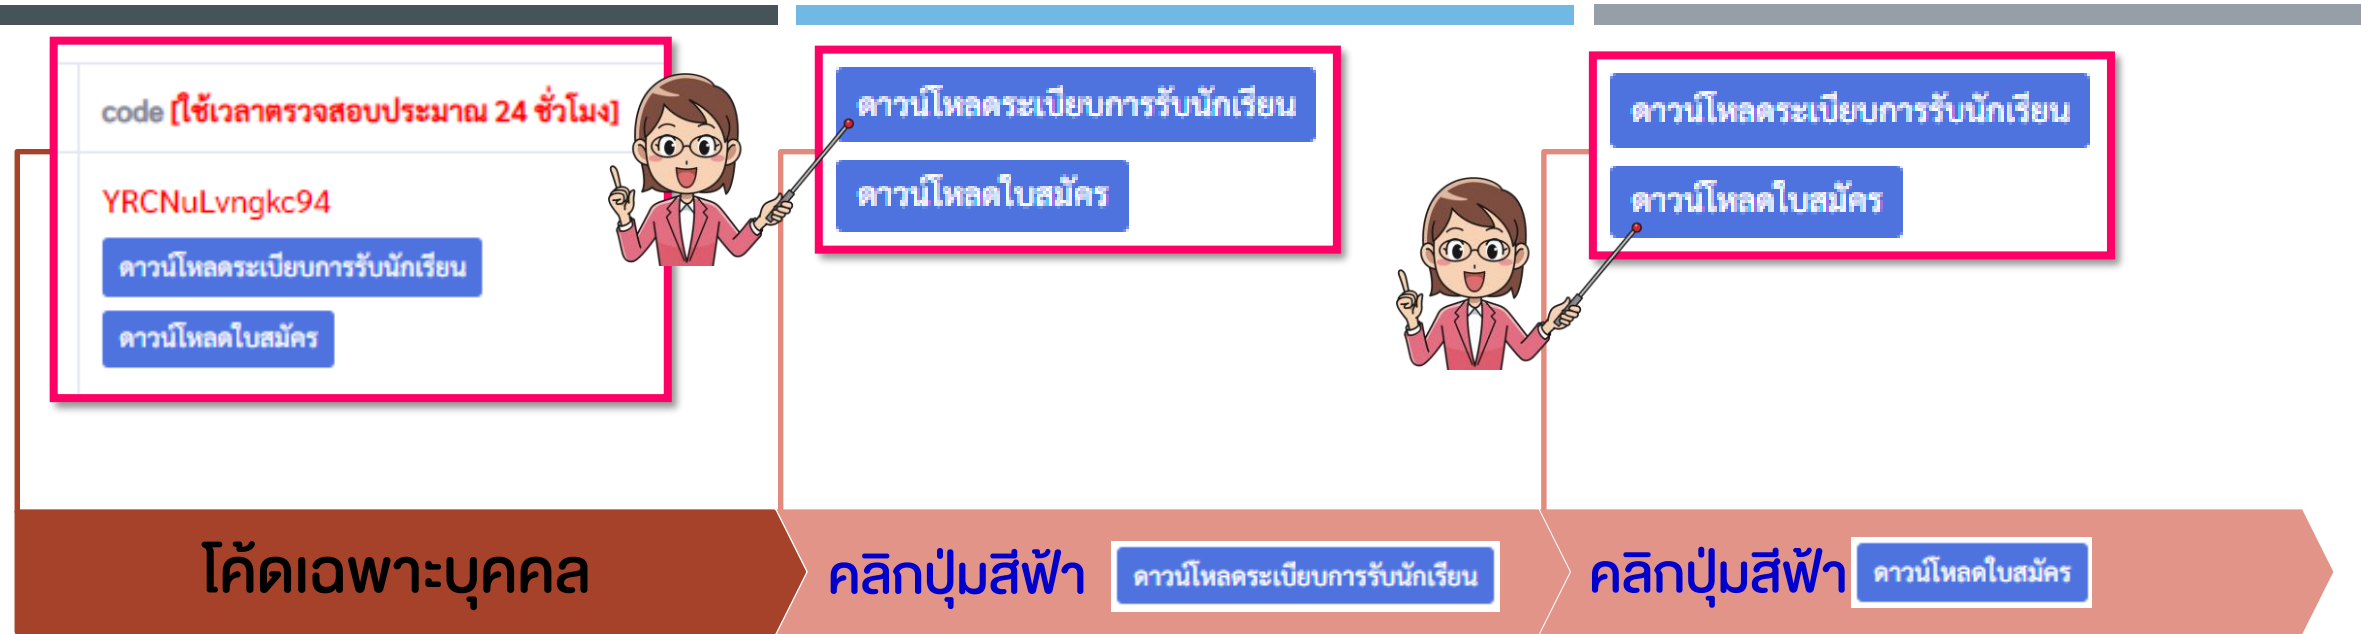 code [ใช้เวลาตรวจสอบประมาณ 24 ชั่วโมง]
YRCNuLvngkc94
ดาวน์โหลดระเบียบการรับนักเรียน
ดาวน์โหลดใบสมัคร
ดาวน์โหลดระเบียบการรับนักเรียน
ดาวน์โหลดใบสมัคร
ดาวน์โหลดระเบียบการรับนักเรียน
ดาวน์โหลดใบสมัคร
โค้ดเฉพาะบุคคล
คลิกปุ่มสีฟ้า ดาวน์โหลดระเบียบการรับนักเรียน
คลิกปุ่มสีฟ้า ดาวน์โหลดใบสมัคร